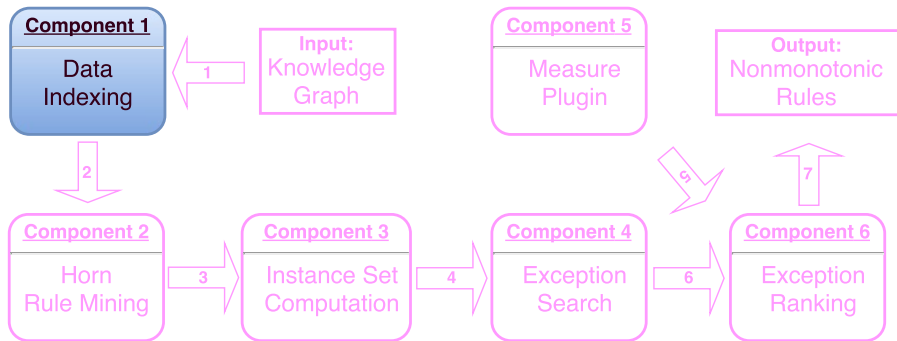 Component 1
Data
Indexing
1
Input:
Knowledge
Graph
Component 5
Measure
Plugin
Output:
Nonmonotonic
Rules
2
5
7
Component 2
Horn
Rule Mining
3
Component 3
Instance Set
Computation
4
Component 4
Exception
Search
6
Component 6
Exception
Ranking